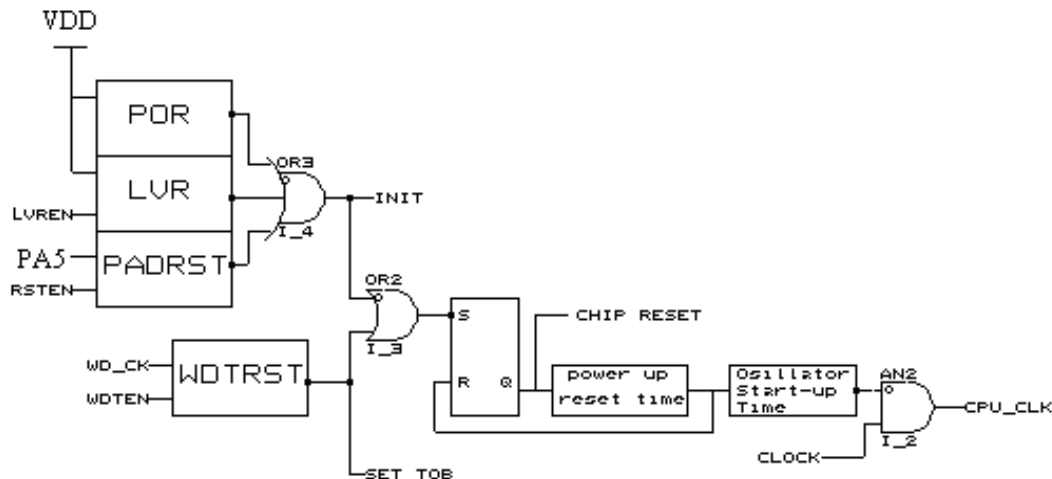 VDD
POR
OR3
LVR
INIT
LVREN
I_4
PA5
PADRST
RSTEN
OR2
S
CHIP RESET
I_3
WD_CK
WDTRST
WDTEN
R
Q
power up
reset time
Osillator
Start-up
Time
AN2
CPU_CLK
I_2
CLOCK
SET TOB